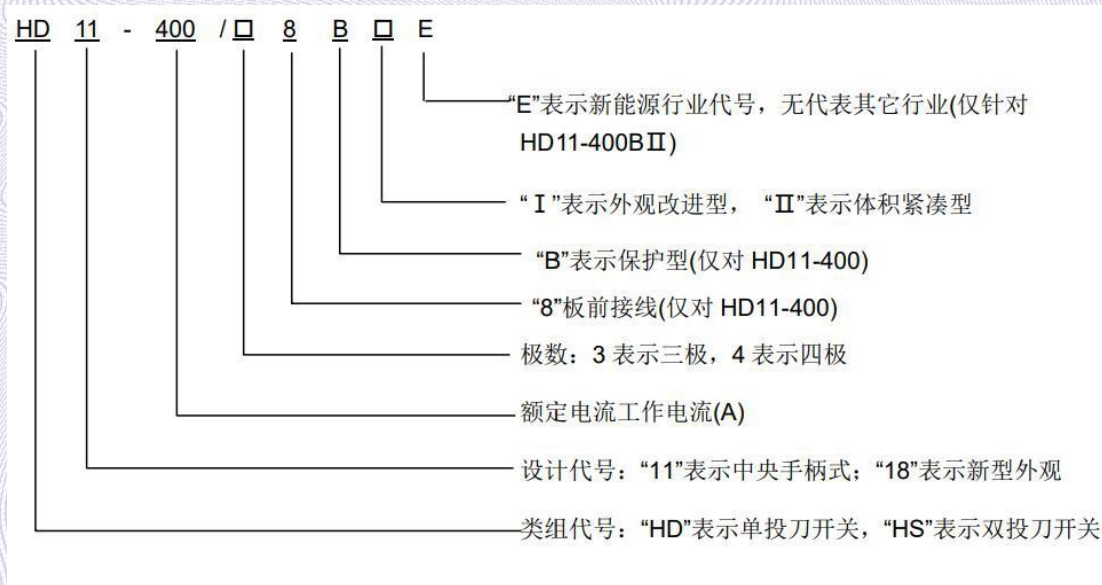 HD 11 - 400 / □ 8 B □ E
“E”表示新能源行业代号，无代表其它行业(仅针对
HD11-400BⅡ)
“Ⅰ”表示外观改进型， “Ⅱ”表示体积紧凑型
“B”表示保护型(仅对 HD11-400)
“8”板前接线(仅对 HD11-400)
极数：3 表示三极，4 表示四极
额定电流工作电流(A)
设计代号：“11”表示中央手柄式；“18”表示新型外观
类组代号：“HD”表示单投刀开关，“HS”表示双投刀开关